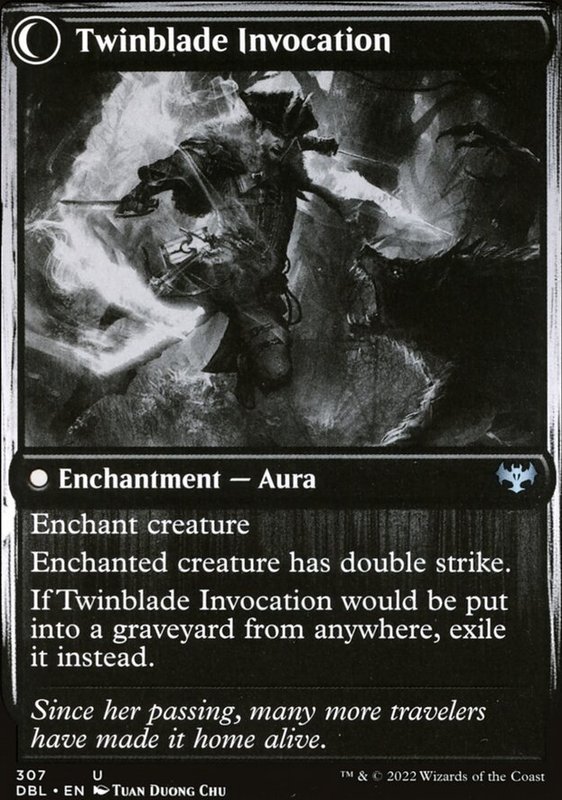 Twinblade Invocation
Enchantment — Aura
Enchant creature
Enchanted creature has double strike.
If Twinblade Invocation would be put
into a graveyard from anywhere, exile
it instead.
Since her passing, many more travelers
have made it home alive.
307 U
DBL • EN Tuan Duong Chu
™ & © 2022 Wizards of the Coast